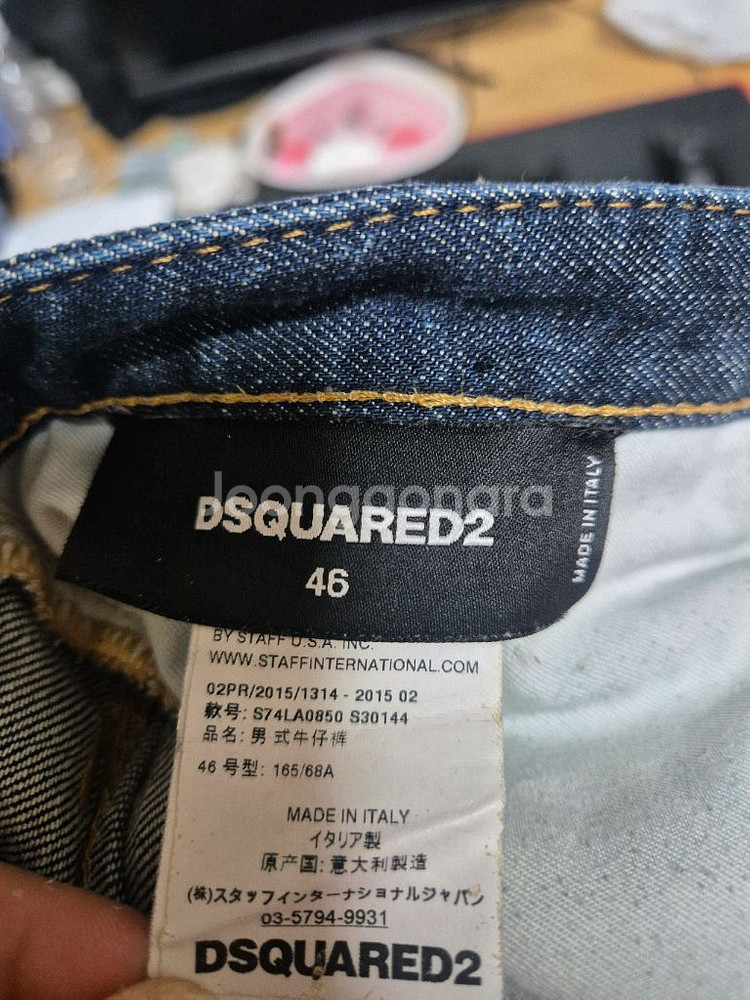 joonggongra
DSQUARED2
46
MADE IN ITALY
BY STAFF U.S.A. INC.
WWW.STAFFINTERNATIONAL.COM
02PR/2015/1314 - 2015 02
款号: S74LA0850 S30144
品名: 男 式牛仔裤
46 号型: 165/68A
MADE IN ITALY
イタリア製
原产国: 意大利製造
(株)スタッフインターナショナルジャパン
03-5794-9931
DSQUARED2